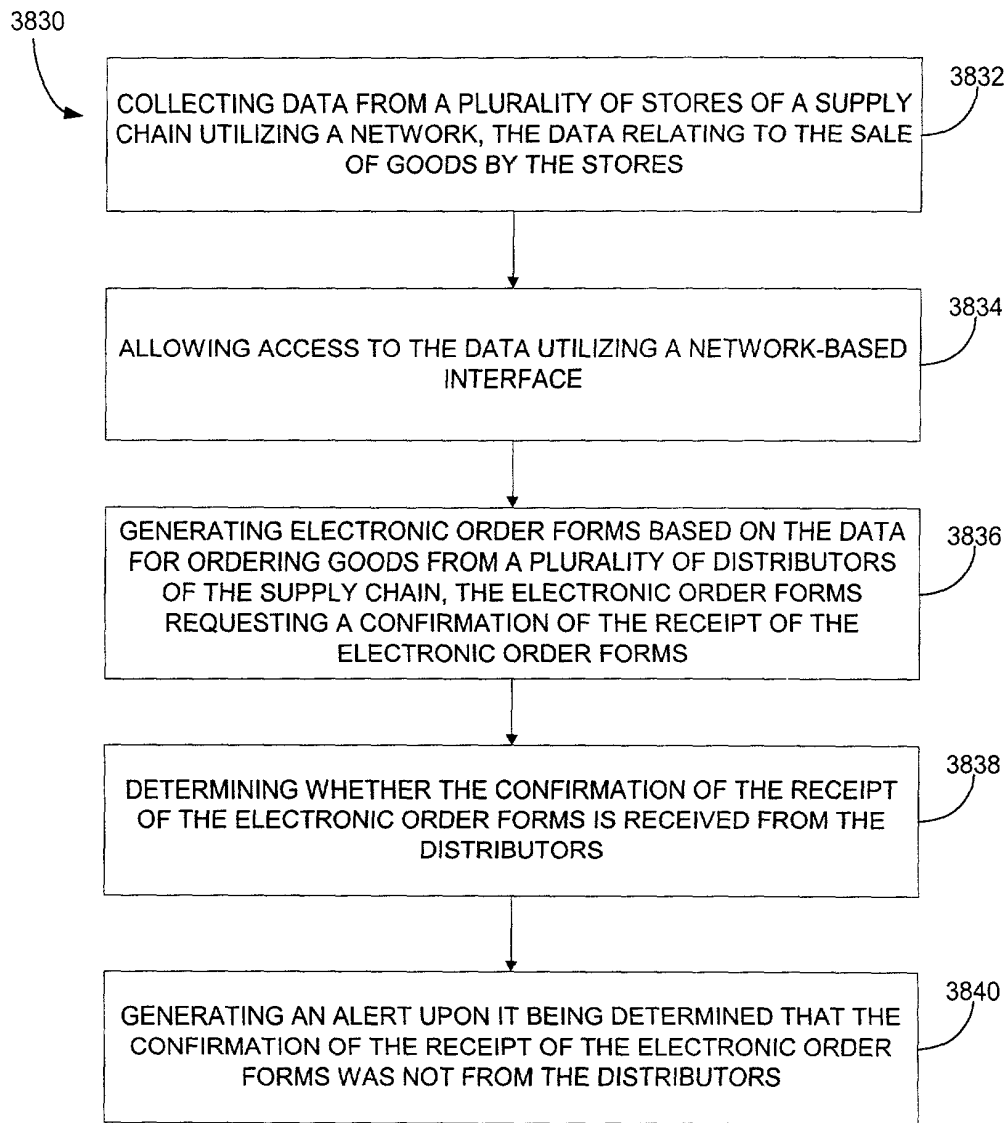 3830
COLLECTING DATA FROM A PLURALITY OF STORES OF A SUPPLY
CHAIN UTILIZING A NETWORK, THE DATA RELATING TO THE SALE
OF GOODS BY THE STORES
3832
ALLOWING ACCESS TO THE DATA UTILIZING A NETWORK-BASED
INTERFACE
3834
GENERATING ELECTRONIC ORDER FORMS BASED ON THE DATA
FOR ORDERING GOODS FROM A PLURALITY OF DISTRIBUTORS
OF THE SUPPLY CHAIN, THE ELECTRONIC ORDER FORMS
REQUESTING A CONFIRMATION OF THE RECEIPT OF THE
ELECTRONIC ORDER FORMS
3836
DETERMINING WHETHER THE CONFIRMATION OF THE RECEIPT
OF THE ELECTRONIC ORDER FORMS IS RECEIVED FROM THE
DISTRIBUTORS
3838
GENERATING AN ALERT UPON IT BEING DETERMINED THAT THE
CONFIRMATION OF THE RECEIPT OF THE ELECTRONIC ORDER
FORMS WAS NOT FROM THE DISTRIBUTORS
3840